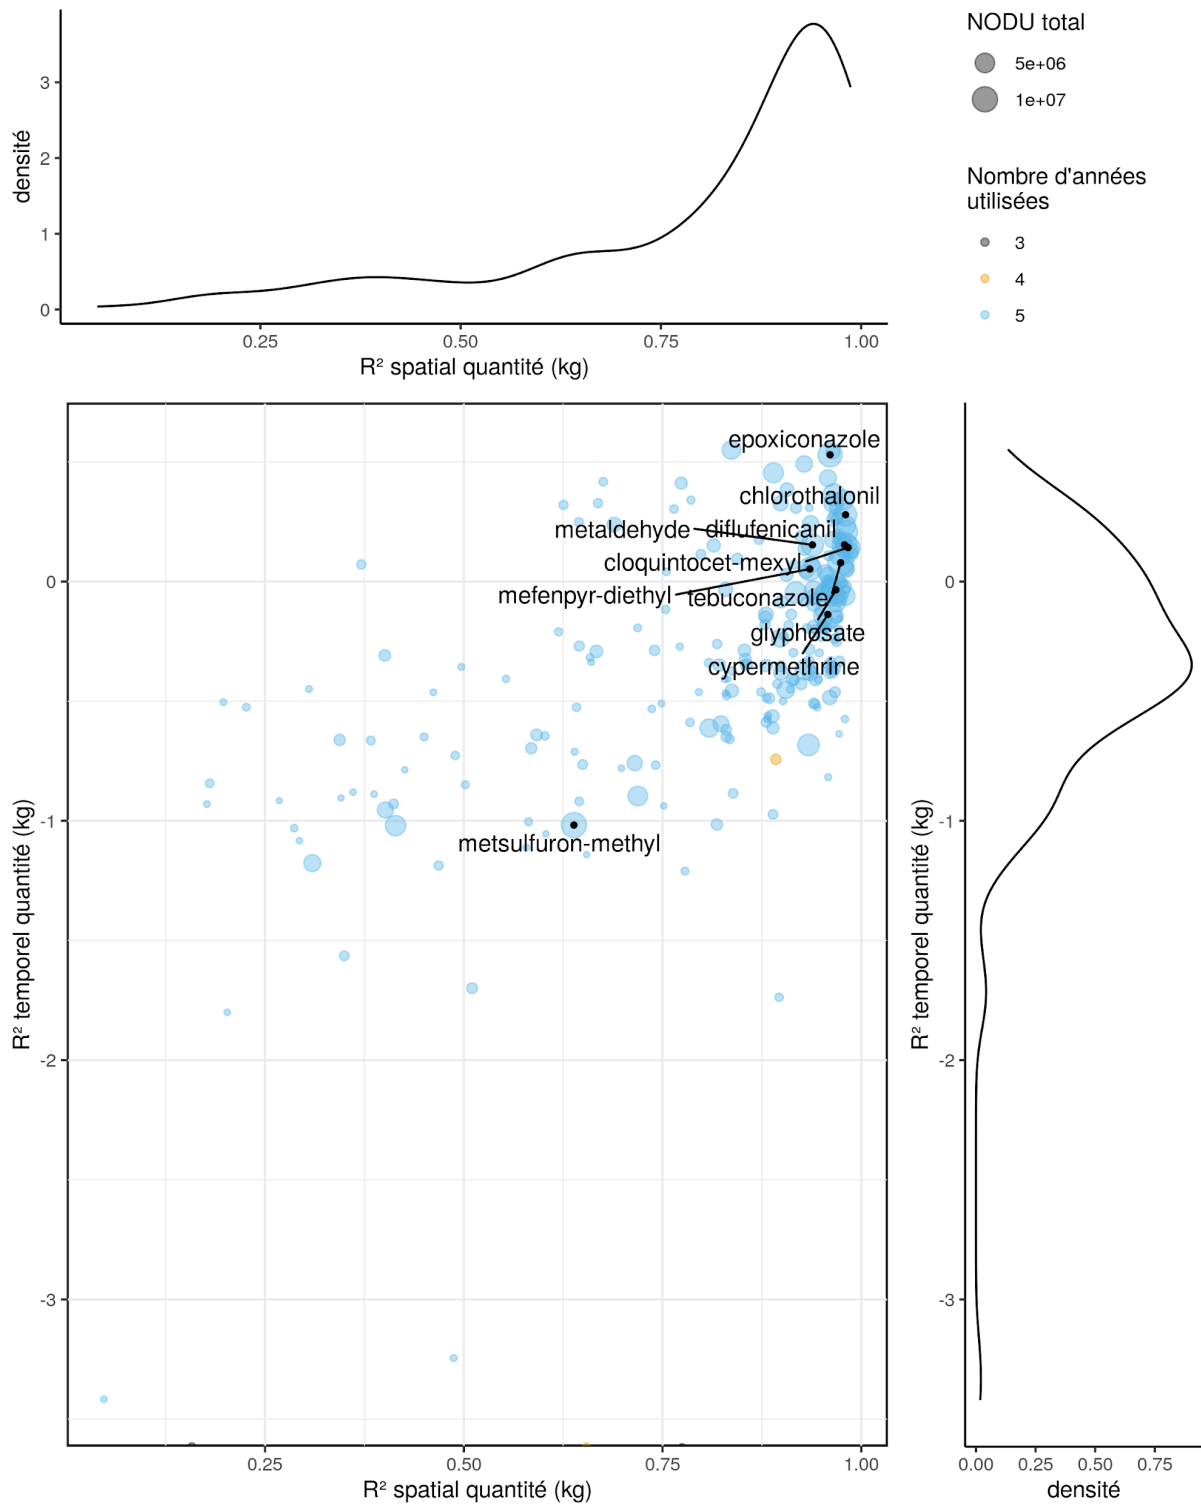 densité
3
2
1
0
0.25
0.50
0.75
1.00
R² spatial quantité (kg)
NODU total
5e+06
1e+07
Nombre d'années
utilisées
3
4
5
R² temporel quantité (kg)
0
-1
-2
-3
epoxiconazole
chlorothalonil
metaldehyde
diflufenicanil
cloquintocet-mexyl
mefenpyr-diethyl
tebuconazole
glyphosate
cypermethrine
metsulfuron-methyl
0.25
0.50
0.75
1.00
R² spatial quantité (kg)
R² temporel quantité (kg)
0
-1
-2
-3
0.00
0.25
0.50
0.75
densité